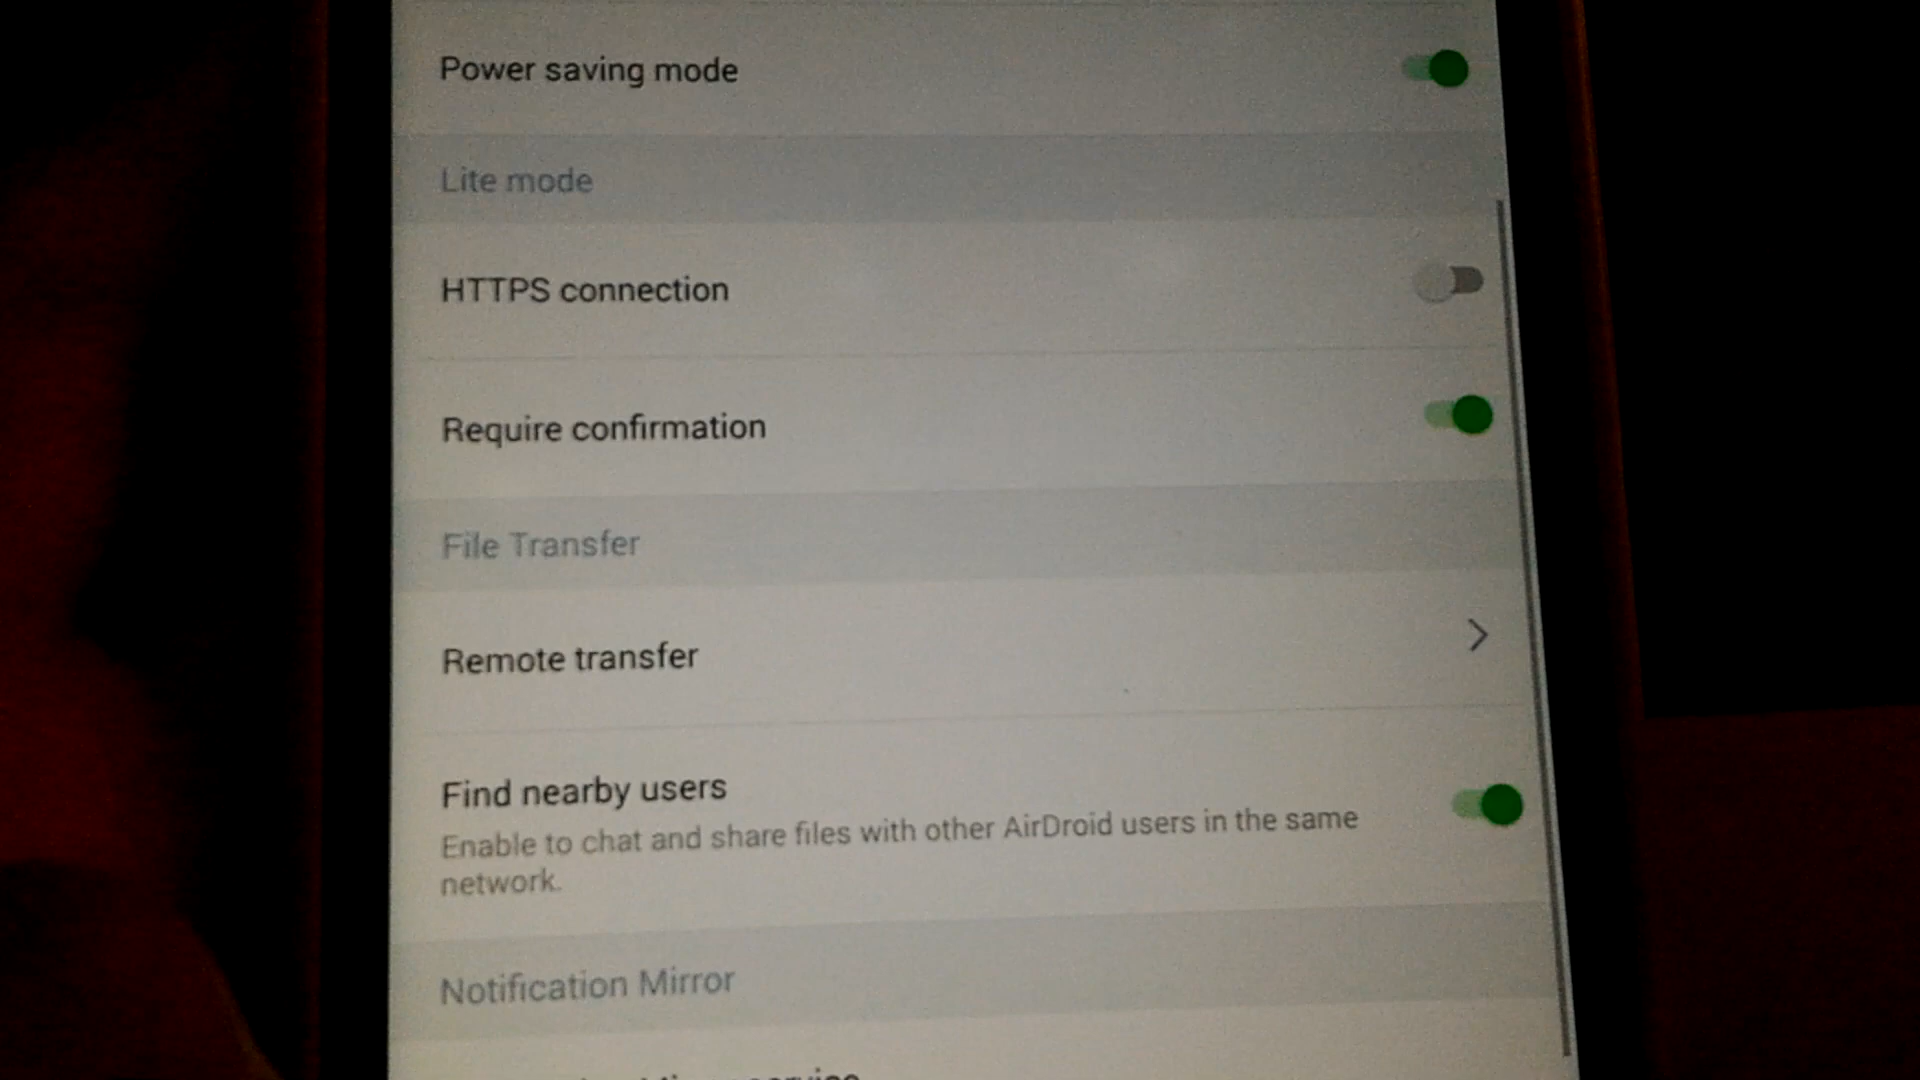 Power saving mode
Lite mode
HTTPS connection
Require confirmation
File Transfer
Remote transfer
Find nearby users
Enable to chat and share files with other AirDroid users in the same
network.
Notification Mirror